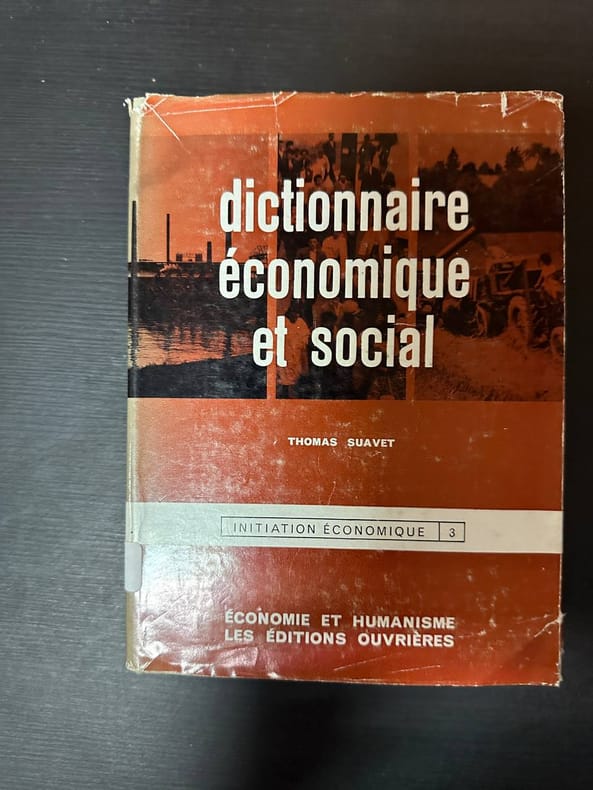 dictionnaire
économique
et social
THOMAS SUAVET
INITIATION ÉCONOMIQUE 3
ÉCONOMIE ET HUMANISME
LES ÉDITIONS OUVRIÈRES